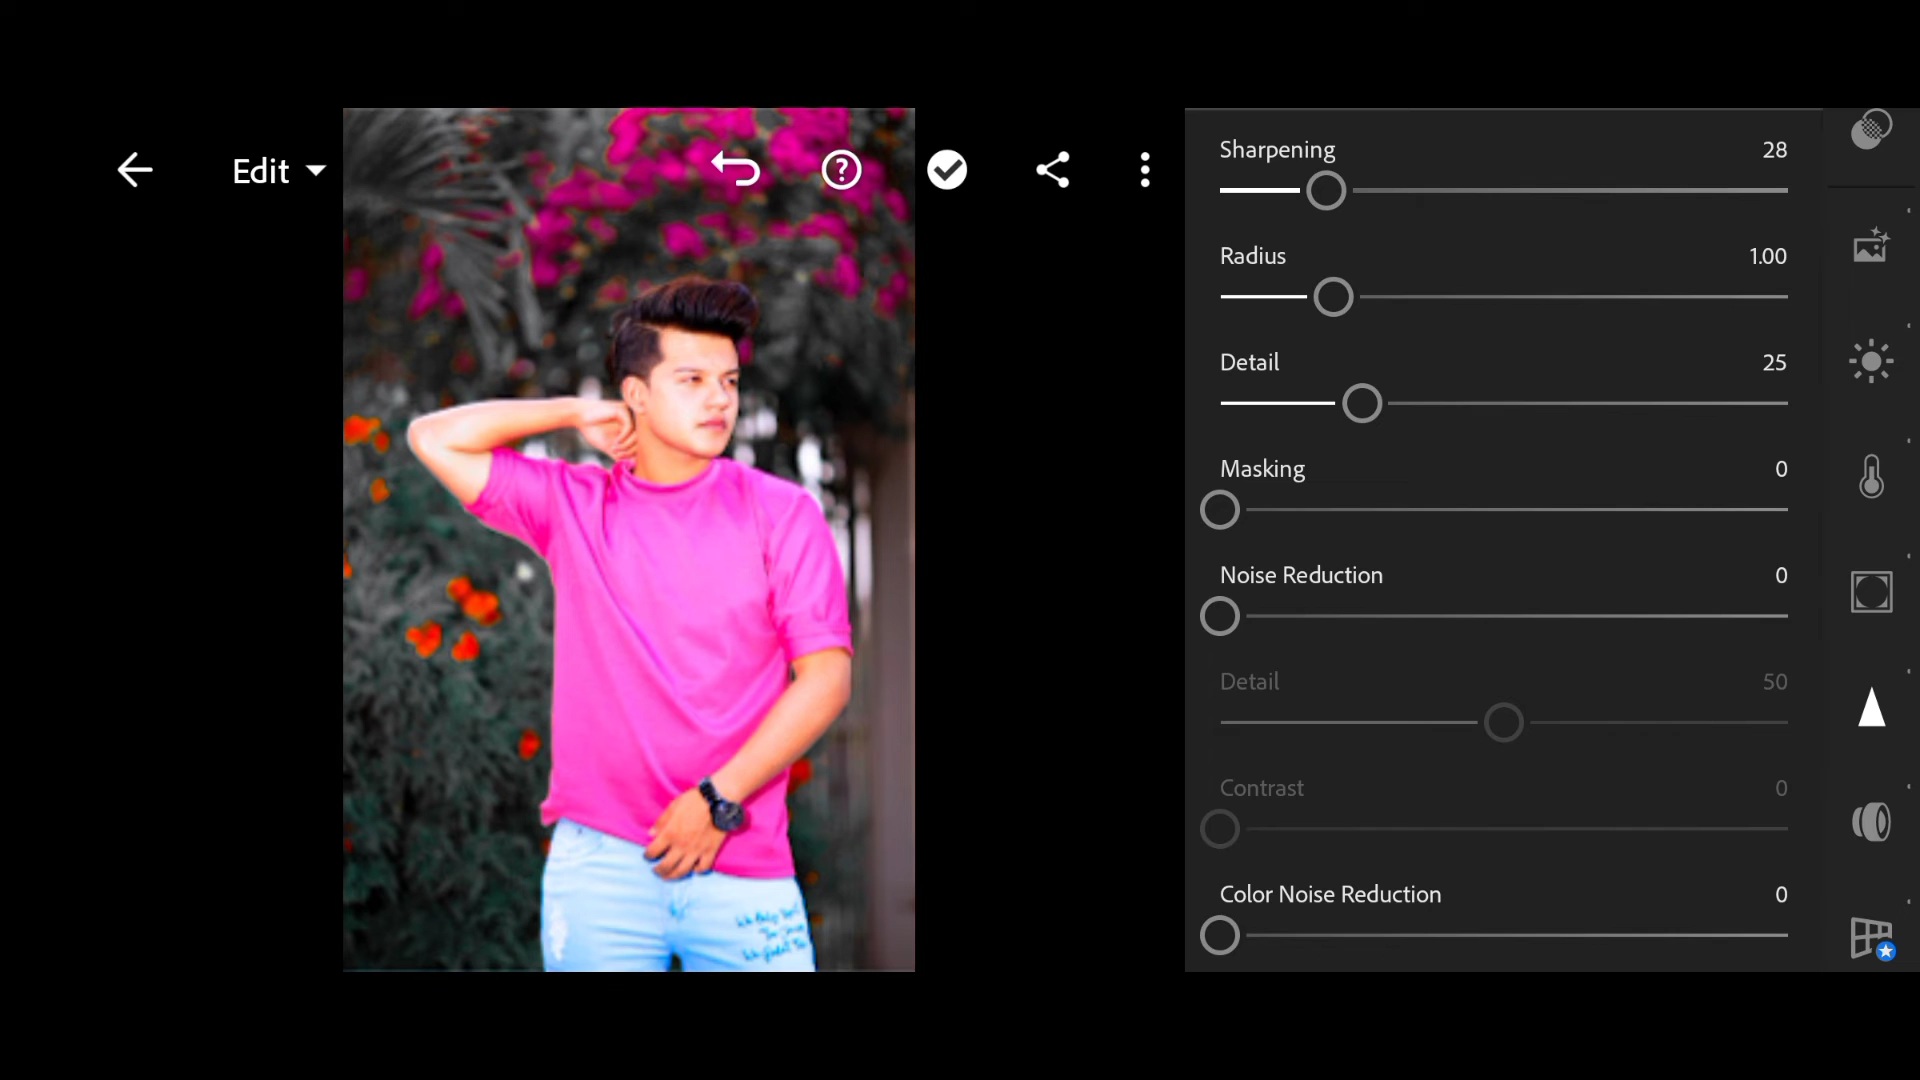 Edit
Sharpening 28
Radius 1.00
Detail 25
Masking 0
Noise Reduction 0
Detail 50
Contrast 0
Color Noise Reduction 0